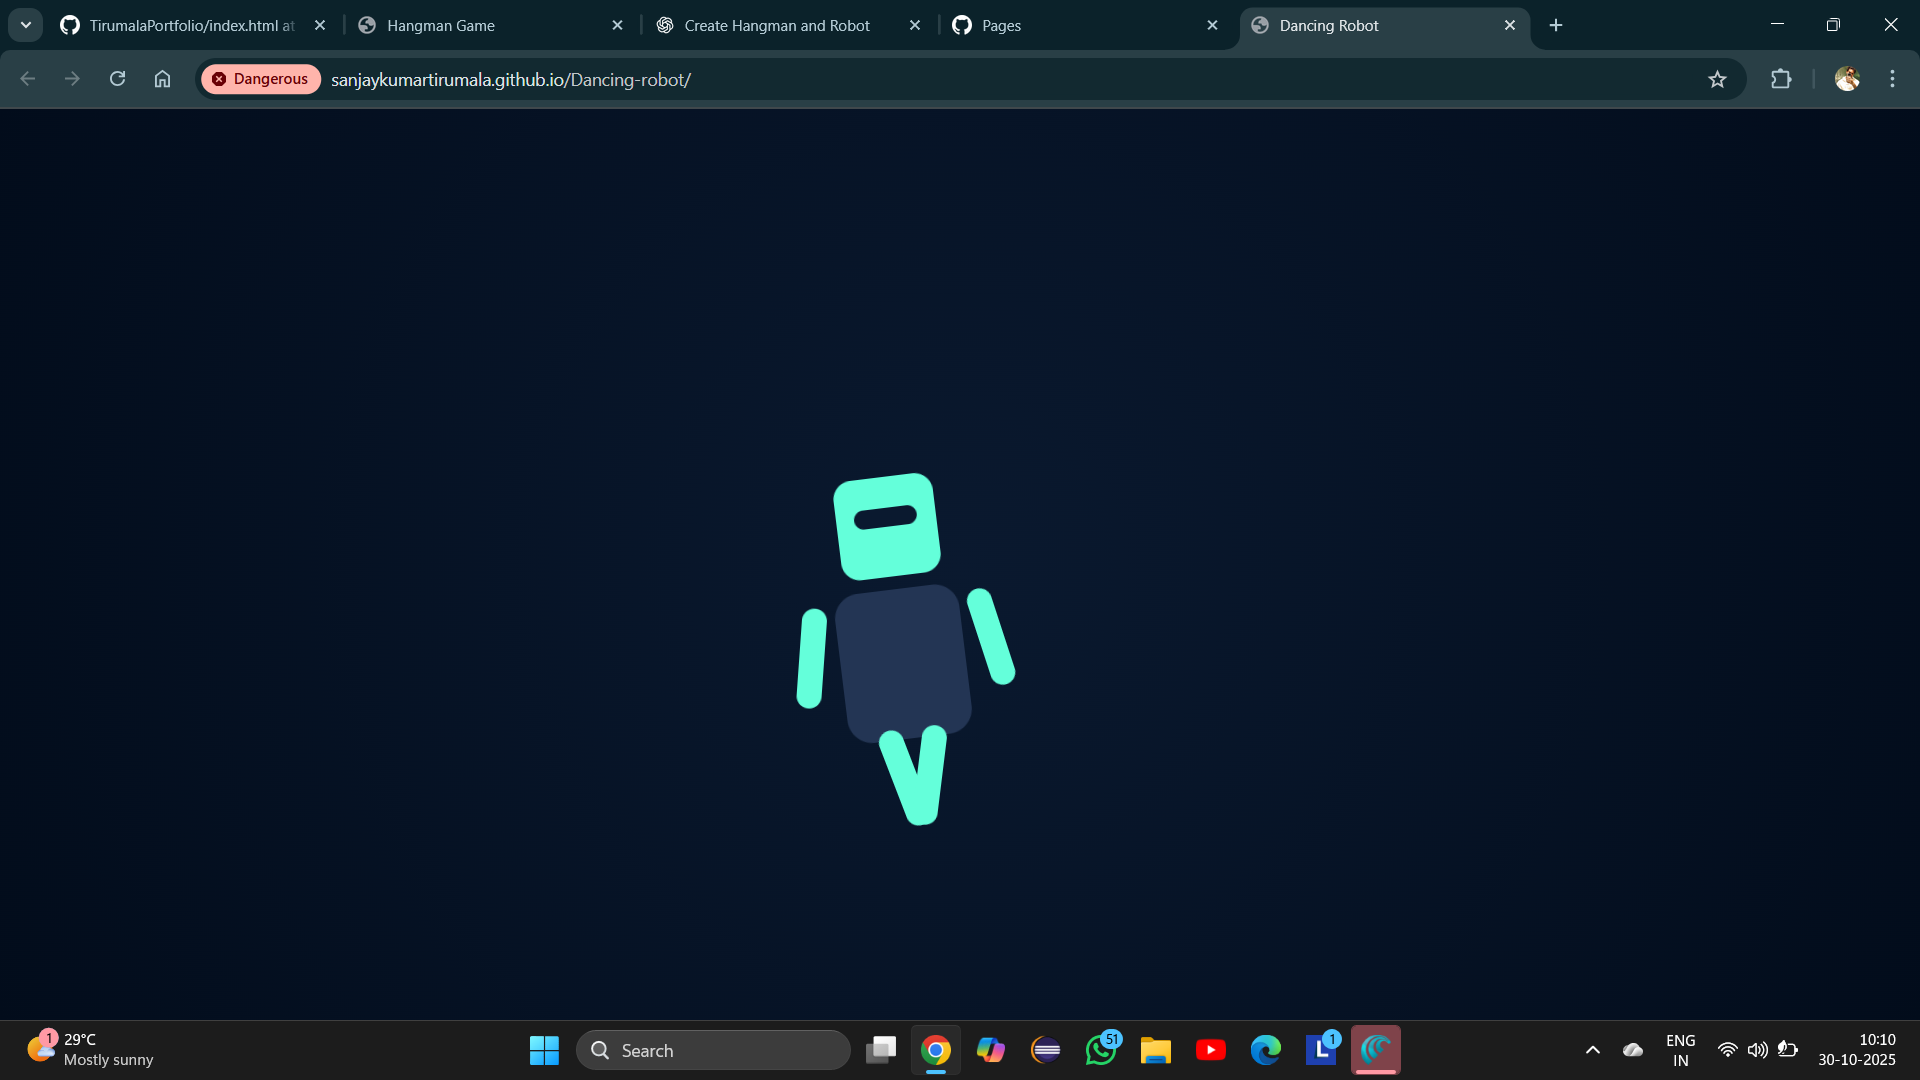 TirumalaPortfolio/index.html at
Hangman Game
Create Hangman and Robot
Pages
Dancing Robot
Dangerous
sanjaykumartirumala.github.io/Dancing-robot/
1
29°C
Mostly sunny
Search
51
L
1
ENG
IN
10:10
30-10-2025